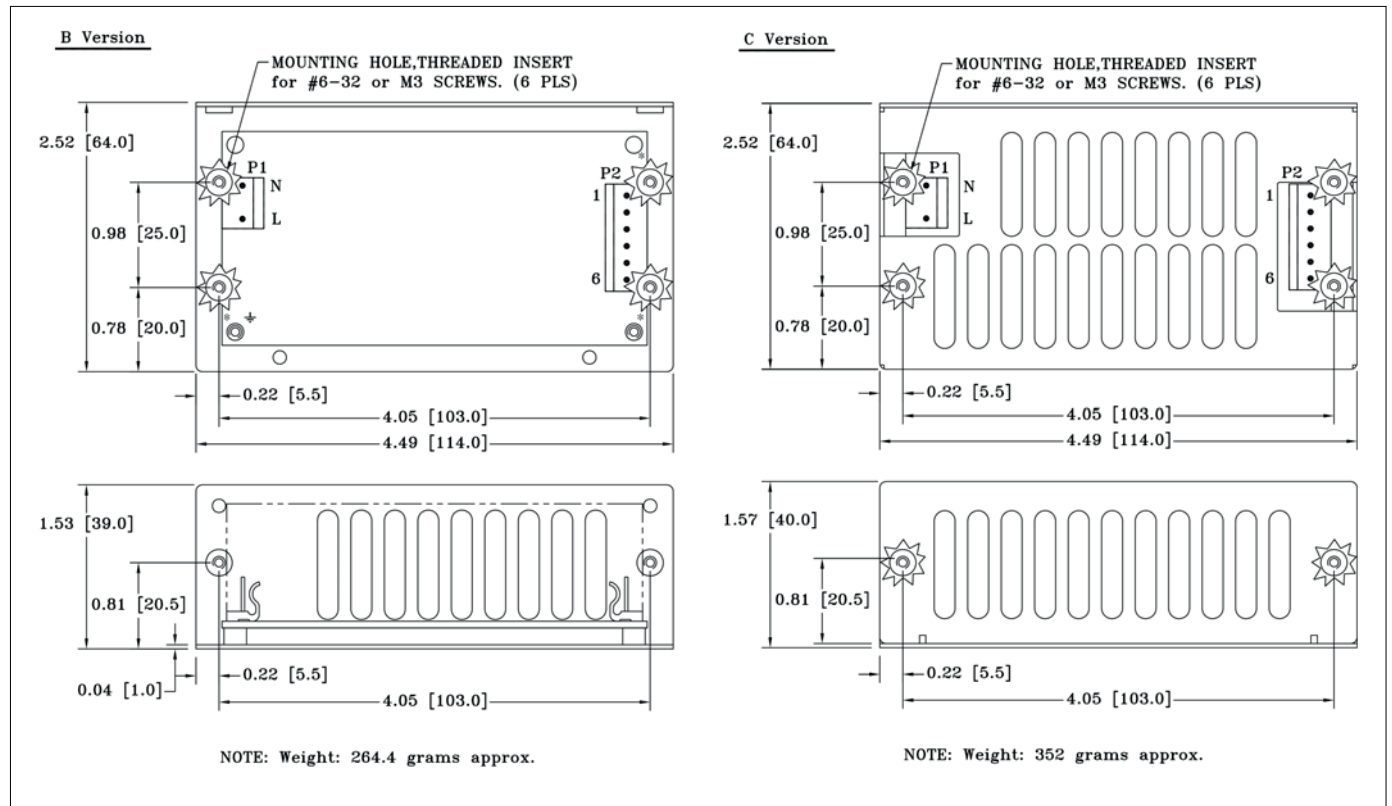 B Version
MOUNTING HOLE,THREADED INSERT
for #6-32 or M3 SCREWS. (6 PLS)
2.52 [64.0]
P1
N
L
P2
1
6
*
0.98 [25.0]
0.78 [20.0]
*
*
0.22 [5.5]
4.05 [103.0]
4.49 [114.0]
1.53 [39.0]
0.81 [20.5]
0.04 [1.0]
0.22 [5.5]
4.05 [103.0]
NOTE: Weight: 264.4 grams approx.
C Version
MOUNTING HOLE,THREADED INSERT
for #6-32 or M3 SCREWS. (6 PLS)
2.52 [64.0]
P1
N
L
P2
1
6
0.98 [25.0]
0.78 [20.0]
0.22 [5.5]
4.05 [103.0]
4.49 [114.0]
1.57 [40.0]
0.81 [20.5]
0.22 [5.5]
4.05 [103.0]
NOTE: Weight: 352 grams approx.